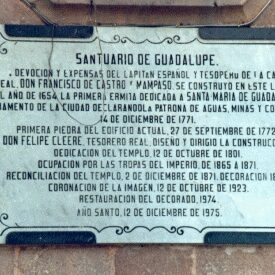 SANTUARIO DE GUADALUPE.
DEVOCION Y EXPENSAS DEL CAPITAN ESPAÑOL Y TESORERO DE LA CA
EAL, DON FRANCISCO DE CASTRO Y MAMPASO, SE CONSTRUYO EN ESTE L
EL AÑO DE 1654, LA PRIMERA ERMITA DEDICADA A SANTA MARIA DE GUADA
AMENTO DE LA CIUDAD DECLARANDOLA PATRONA DE AGUAS, MINAS Y CO
14 DE DICIEMBRE DE 1771.
PRIMERA PIEDRA DEL EDIFICIO ACTUAL, 27 DE SEPTIEMBRE DE 1772
DON FELIPE CLEERE, TESORERO REAL, DISEÑO Y DIRIGIO LA CONSTRUCC
DEDICACION DEL TEMPLO, 12 DE OCTUBRE DE 1801.
OCUPACION POR LAS TROPAS DEL IMPERIO, DE 1865 A 1871.
RECONCILIACION DEL TEMPLO, 2 DE DICIEMBRE DE 1871, DECORACION 18
CORONACION DE LA IMAGEN, 12 DE OCTUBRE DE 1923.
RESTAURACION DEL DECORADO, 1974.
AÑO SANTO, 12 DE DICIEMBRE DE 1975.